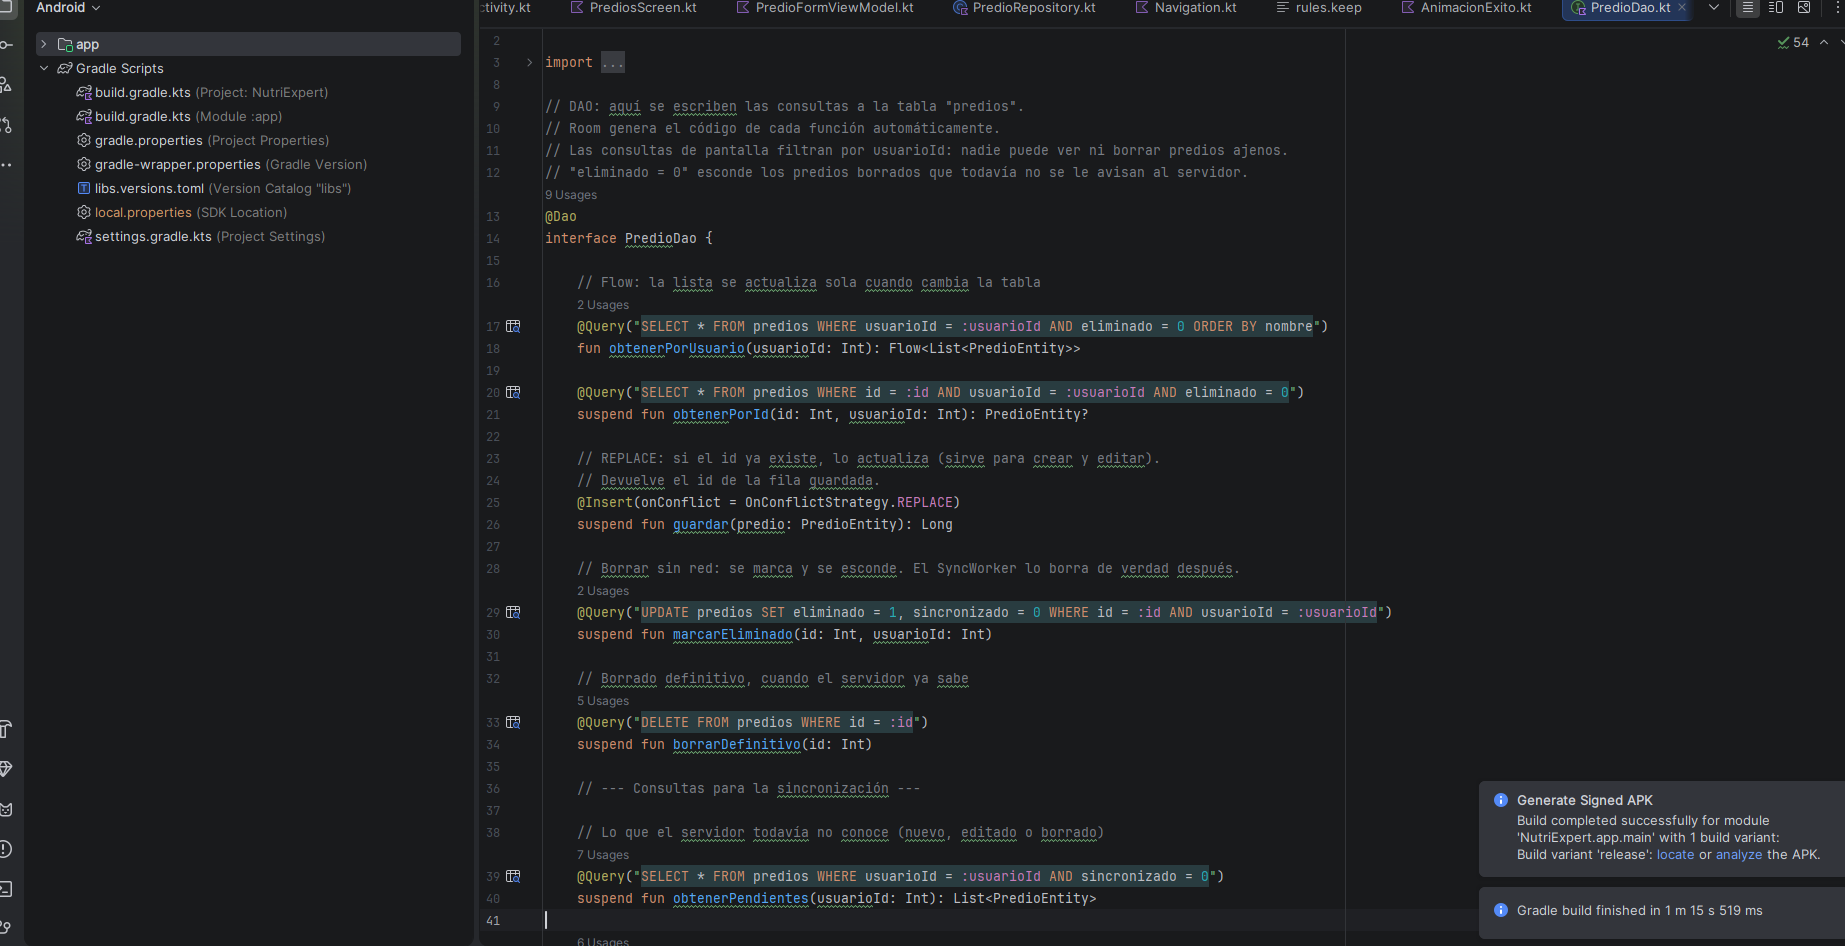 Android
ctivity.kt
PrediosScreen.kt
PredioFormViewModel.kt
PredioRepository.kt
Navigation.kt
rules.keep
AnimacionExito.kt
PredioDao.kt
app
Gradle Scripts
build.gradle.kts (Project: NutriExpert)
build.gradle.kts (Module :app)
gradle.properties (Project Properties)
gradle-wrapper.properties (Gradle Version)
libs.versions.toml (Version Catalog "libs")
local.properties (SDK Location)
settings.gradle.kts (Project Settings)
54
2
3 import ...
8
9 // DAO: aquí se escriben las consultas a la tabla "predios".
10 // Room genera el código de cada función automáticamente.
11 // Las consultas de pantalla filtran por usuarioId: nadie puede ver ni borrar predios ajenos.
12 // "eliminado = 0" esconde los predios borrados que todavía no se le avisan al servidor.
9 Usages
13 @Dao
14 interface PredioDao {
15
16 // Flow: la lista se actualiza sola cuando cambia la tabla
2 Usages
17 @Query("SELECT * FROM predios WHERE usuarioId = :usuarioId AND eliminado = 0 ORDER BY nombre")
18 fun obtenerPorUsuario(usuarioId: Int): Flow<List<PredioEntity>>
19
20 @Query("SELECT * FROM predios WHERE id = :id AND usuarioId = :usuarioId AND eliminado = 0")
21 suspend fun obtenerPorId(id: Int, usuarioId: Int): PredioEntity?
22
23 // REPLACE: si el id ya existe, lo actualiza (sirve para crear y editar).
24 // Devuelve el id de la fila guardada.
25 @Insert(onConflict = OnConflictStrategy.REPLACE)
26 suspend fun guardar(predio: PredioEntity): Long
27
28 // Borrar sin red: se marca y se esconde. El SyncWorker lo borra de verdad después.
2 Usages
29 @Query("UPDATE predios SET eliminado = 1, sincronizado = 0 WHERE id = :id AND usuarioId = :usuarioId")
30 suspend fun marcarEliminado(id: Int, usuarioId: Int)
31
32 // Borrado definitivo, cuando el servidor ya sabe
5 Usages
33 @Query("DELETE FROM predios WHERE id = :id")
34 suspend fun borrarDefinitivo(id: Int)
35
36 // --- Consultas para la sincronización ---
37
38 // Lo que el servidor todavía no conoce (nuevo, editado o borrado)
7 Usages
39 @Query("SELECT * FROM predios WHERE usuarioId = :usuarioId AND sincronizado = 0")
40 suspend fun obtenerPendientes(usuarioId: Int): List<PredioEntity>
41
6 Usages
Generate Signed APK
Build completed successfully for module
'NutriExpert.app.main' with 1 build variant:
Build variant 'release': locate or analyze the APK.
Gradle build finished in 1 m 15 s 519 ms